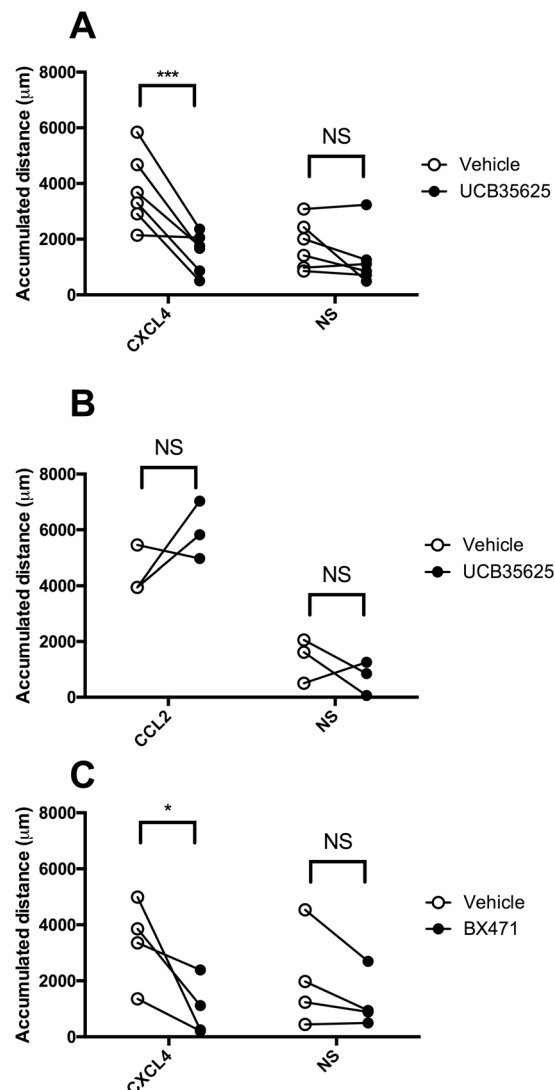 A
Accumulated distance (μm)
8000
6000
4000
2000
0
***
NS
Vehicle
UCB35625
CXCL4
NS
B
Accumulated distance (μm)
8000
6000
4000
2000
0
NS
NS
Vehicle
UCB35625
CCL2
NS
C
Accumulated distance (μm)
8000
6000
4000
2000
0
*
NS
Vehicle
BX471
CXCL4
NS